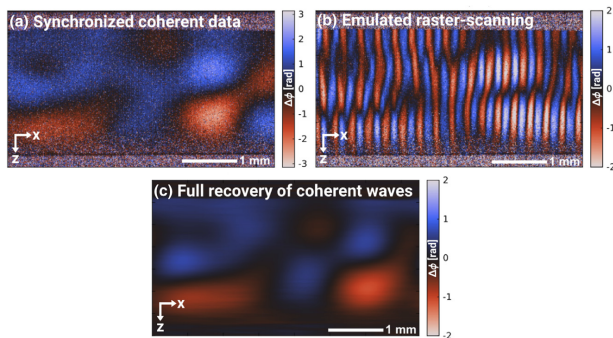 (a) Synchronized coherent data
3
2
1
0
-1
-2
-3
Δϕ [rad]
x
z
1 mm
(b) Emulated raster-scanning
2
1
0
-1
-2
Δϕ [rad]
x
z
1 mm
(c) Full recovery of coherent waves
2
1
0
-1
-2
Δϕ [rad]
x
z
1 mm